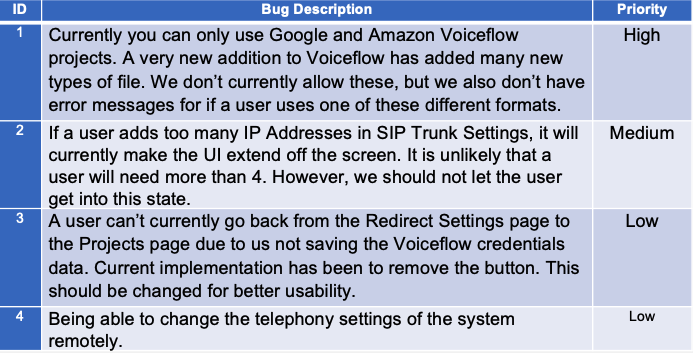 ID Bug Description Priority
1 Currently you can only use Google and Amazon Voiceflow High
projects. A very new addition to Voiceflow has added many new
types of file. We don’t currently allow these, but we also don’t have
error messages for if a user uses one of these different formats.
2 If a user adds too many IP Addresses in SIP Trunk Settings, it will Medium
currently make the UI extend off the screen. It is unlikely that a
user will need more than 4. However, we should not let the user
get into this state.
3 A user can’t currently go back from the Redirect Settings page to Low
the Projects page due to us not saving the Voiceflow credentials
data. Current implementation has been to remove the button. This
should be changed for better usability.
4 Being able to change the telephony settings of the system Low
remotely.